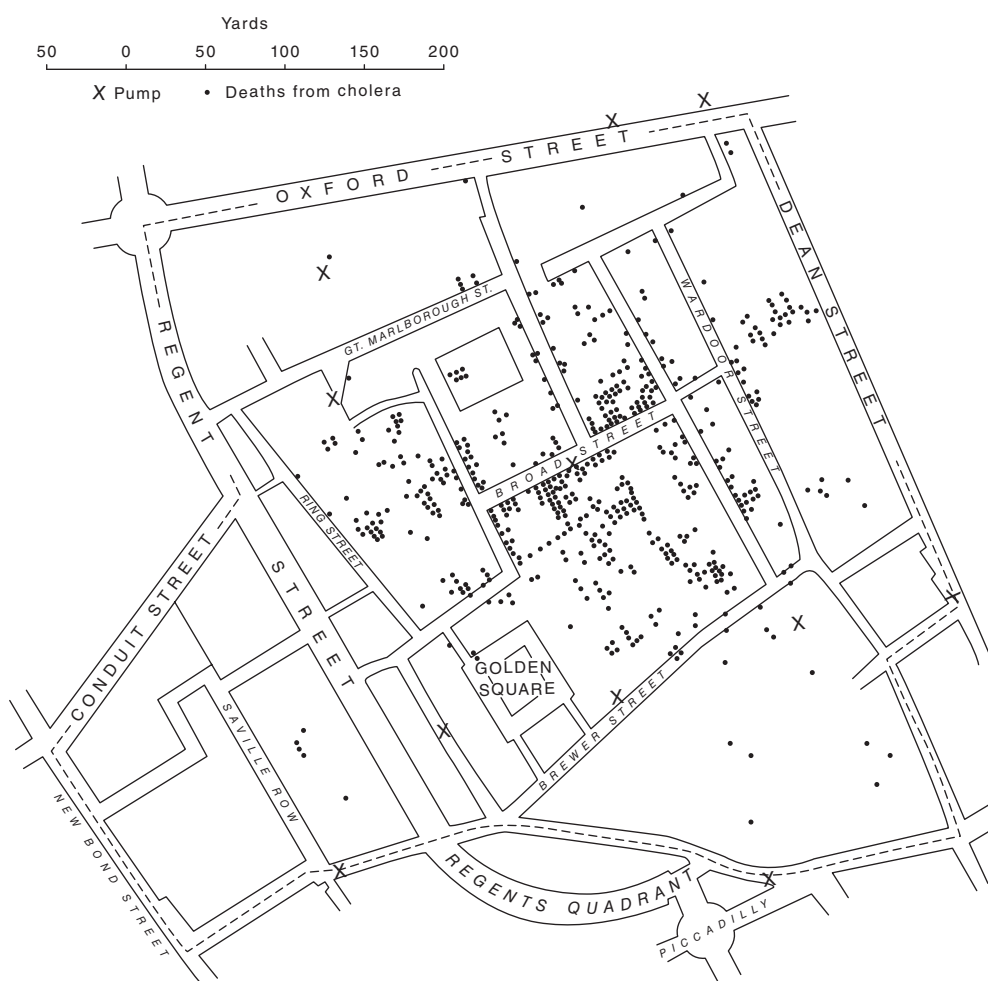 Yards
50 0 50 100 150 200
X Pump • Deaths from cholera
OXFORD STREET
DEAN STREET
REGENT STREET
GT. MARLBOROUGH ST.
WARDOOR STREET
BROAD STREET
RING STREET
CONDUIT STREET
GOLDEN
SQUARE
BREWER STREET
SAVILLE ROW
NEW BOND STREET
REGENTS QUADRANT
PICCADILLY